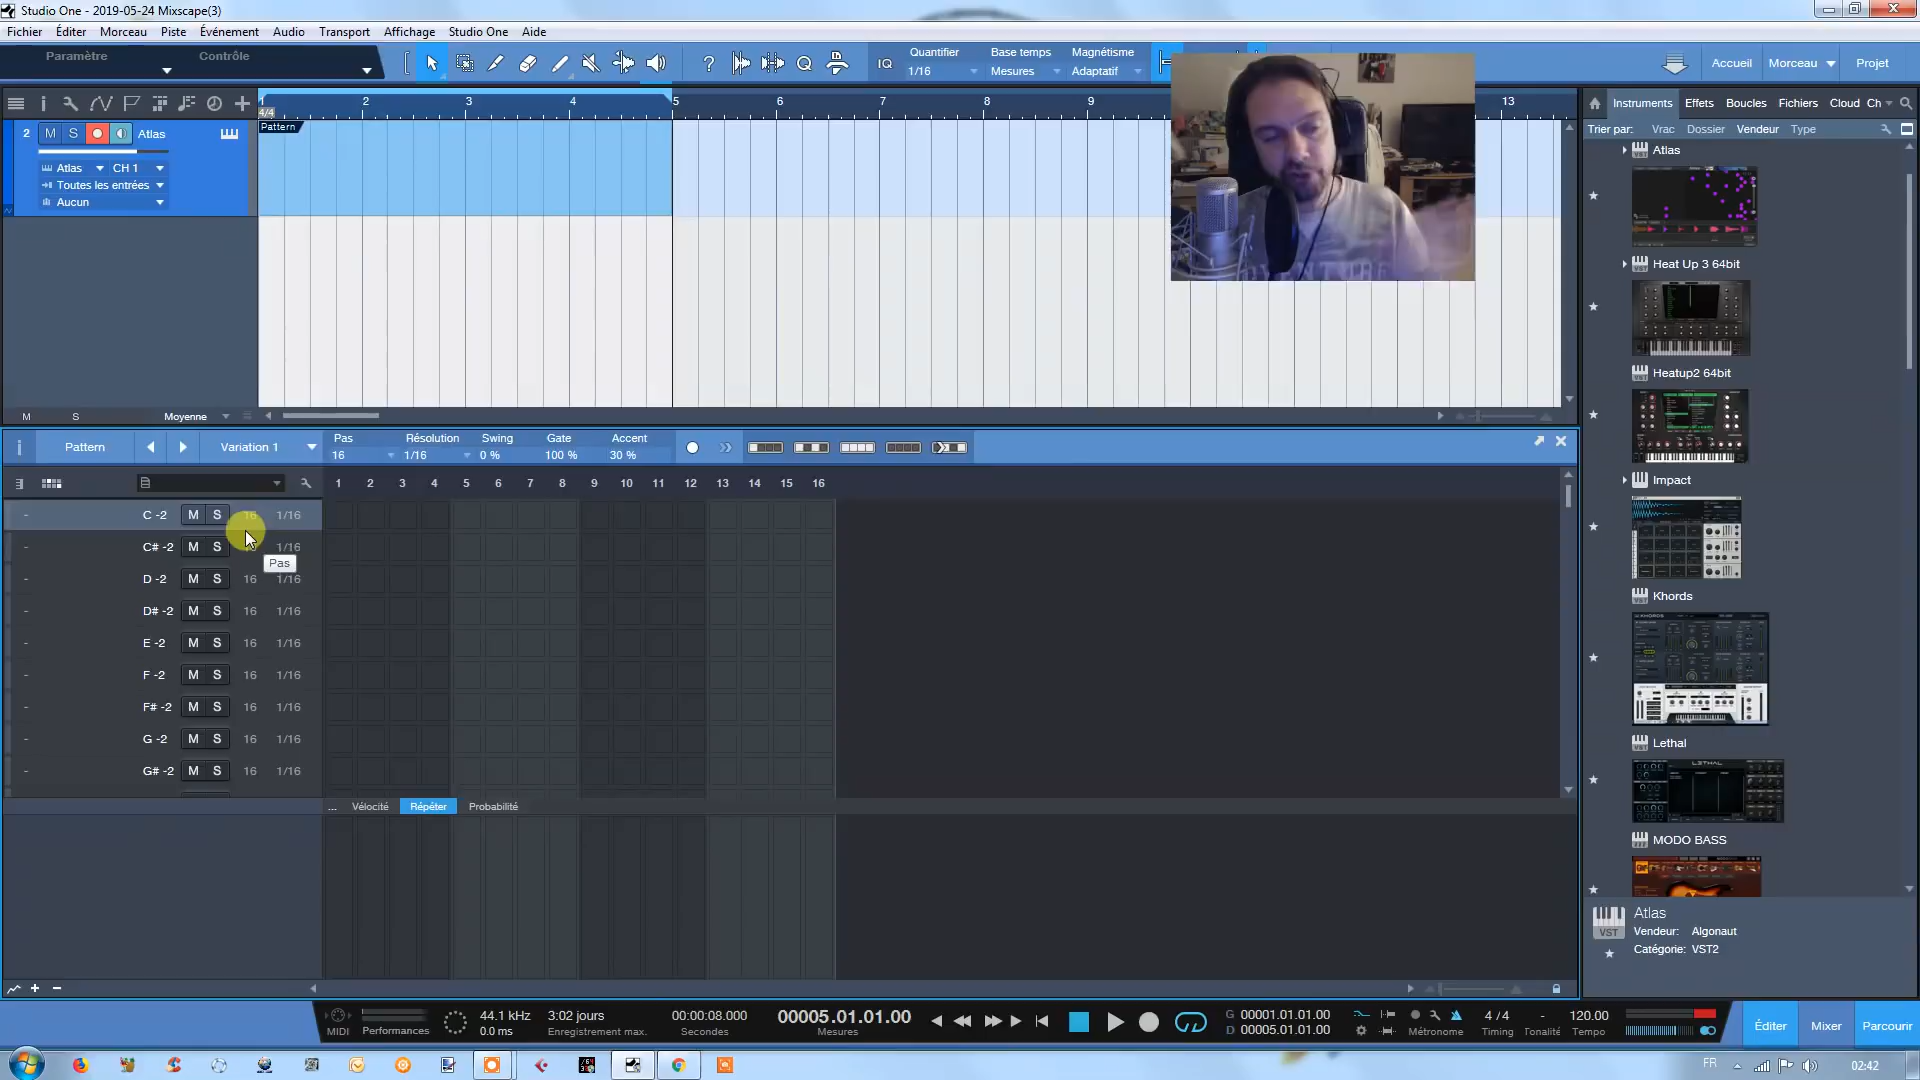 Studio One - 2019-05-24 Mixscape(3)
Fichier Éditer Morceau Piste Événement Audio Transport Affichage Studio One Aide
Paramètre Contrôle
IQ
Quantifier
1/16
Base temps
Mesures
Magnétisme
Adaptatif
Accueil Morceau Projet
1 2 3 4 5 6 7 8 9 13
4/4
2 M S Atlas
Atlas CH 1
Toutes les entrées
Aucun
Pattern
M S Moyenne
Instruments Effets Boucles Fichiers Cloud Ch
Trier par: Vrac Dossier Vendeur Type
Atlas
Heat Up 3 64bit
Heatup2 64bit
Impact
Khords
Lethal
LETHAL
MODO BASS
Atlas
VST
Vendeur: Algonaut
Catégorie: VST2
Pattern Variation 1
Pas
16
Résolution
1/16
Swing
0 %
Gate
100 %
Accent
30 %
1 2 3 4 5 6 7 8 9 10 11 12 13 14 15 16
- C -2 M S 16 1/16
- C# -2 M S 1/16
Pas
- D -2 M S 16 1/16
- D# -2 M S 16 1/16
- E -2 M S 16 1/16
- F -2 M S 16 1/16
- F# -2 M S 16 1/16
- G -2 M S 16 1/16
- G# -2 M S 16 1/16
... Vélocité Répéter Probabilité
MIDI
Performances
44.1 kHz
0.0 ms
3:02 jours
Enregistrement max.
00:00:08.000
Secondes
00005.01.01.00
Mesures
G 00001.01.01.00
D 00005.01.01.00
Métronome
4 / 4
Timing
-
Tonalité
120.00
Tempo
Éditer Mixer Parcourir
FR
02:42